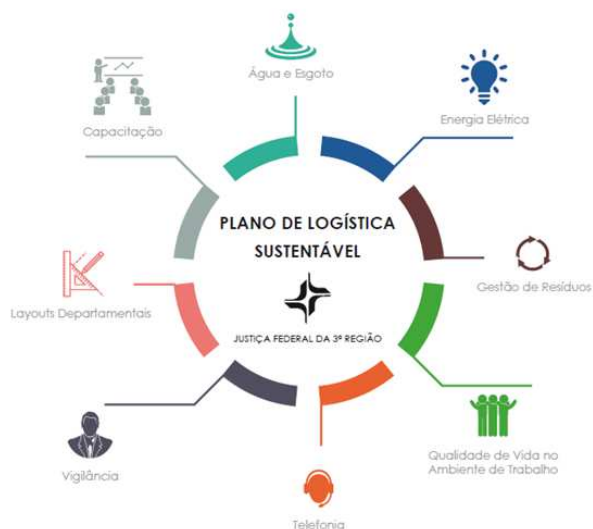 Água e Esgoto
Energia Elétrica
Capacitação
PLANO DE LOGÍSTICA
SUSTENTÁVEL
JUSTIÇA FEDERAL DA 3ª REGIÃO
Gestão de Resíduos
Layouts Departamentais
Qualidade de Vida no
Ambiente de Trabalho
Vigilância
Telefonia